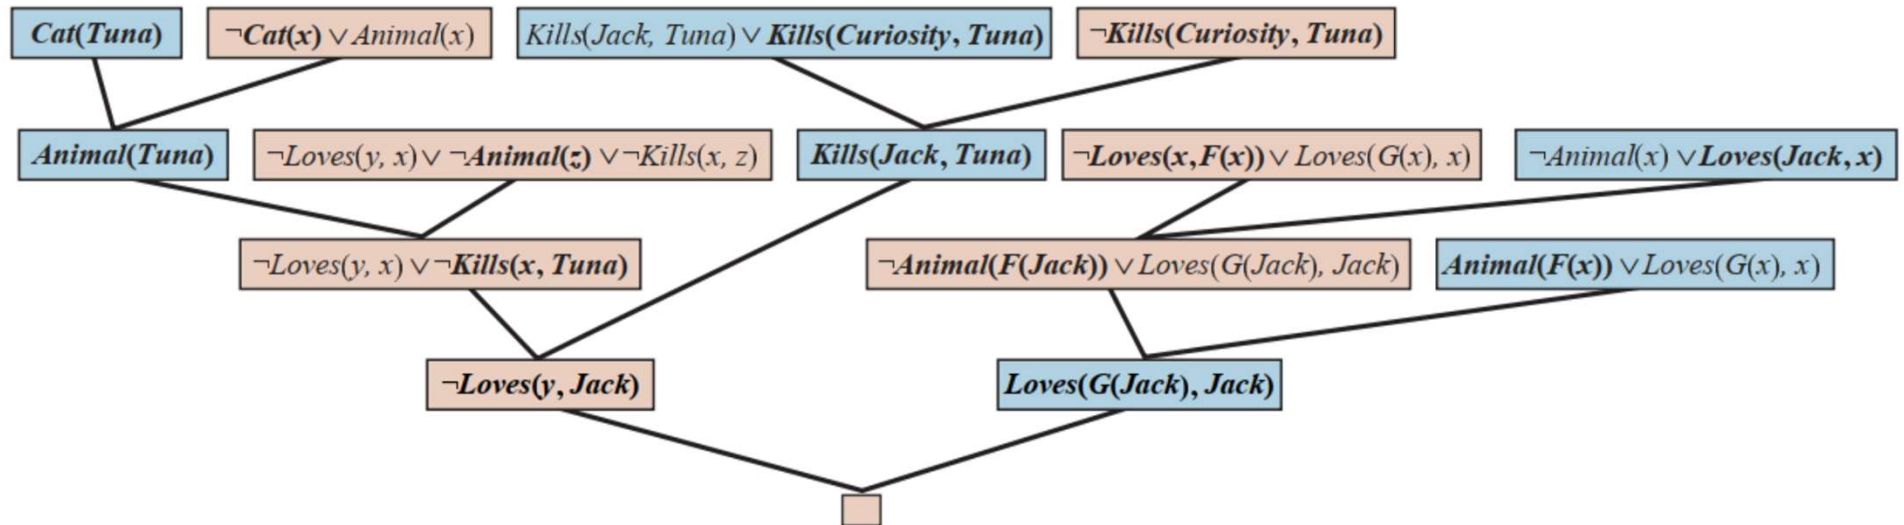 Cat(Tuna) ¬Cat(x) ∨ Animal(x) Kills(Jack, Tuna) ∨ Kills(Curiosity, Tuna) ¬Kills(Curiosity, Tuna)
Animal(Tuna) ¬Loves(y, x) ∨ ¬Animal(z) ∨ ¬Kills(x, z) Kills(Jack, Tuna) ¬Loves(x, F(x)) ∨ Loves(G(x), x) ¬Animal(x) ∨ Loves(Jack, x)
¬Loves(y, x) ∨ ¬Kills(x, Tuna) ¬Animal(F(Jack)) ∨ Loves(G(Jack), Jack) Animal(F(x)) ∨ Loves(G(x), x)
¬Loves(y, Jack) Loves(G(Jack), Jack)